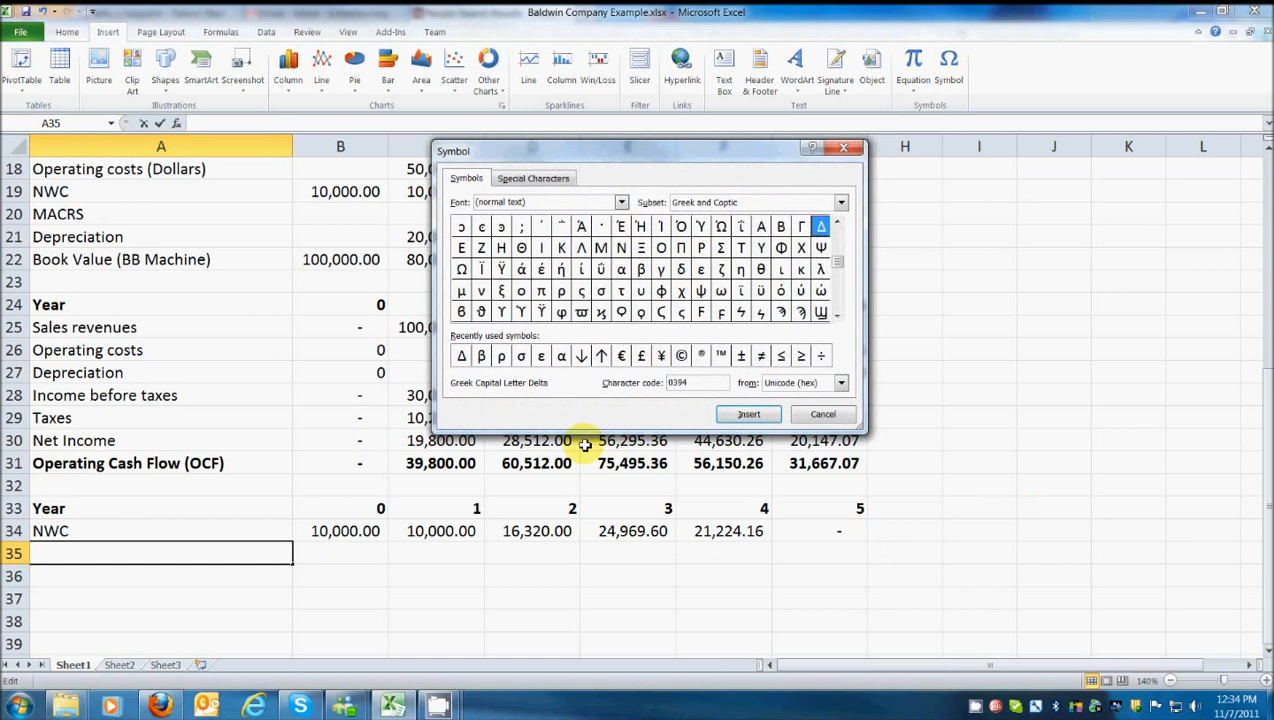 Baldwin Company Example.xlsx - Microsoft Excel
File Home Insert Page Layout Formulas Data Review View Add-Ins Team
PivotTable Table Picture Clip Art Shapes SmartArt Screenshot Column Line Pie Bar Area Scatter Other Charts Line Column Win/Loss Slicer Hyperlink Text Box Header & Footer WordArt Signature Line Object Equation Symbol
Tables Illustrations Charts Sparklines Filter Links Text Symbols
A35 fx
A B H I J K L
18 Operating costs (Dollars) 50,
19 NWC 10,000.00 10,
20 MACRS
21 Depreciation 20,
22 Book Value (BB Machine) 100,000.00 80,
23
24 Year 0
25 Sales revenues - 100,
26 Operating costs 0
27 Depreciation 0
28 Income before taxes - 30,
29 Taxes - 10,
30 Net Income - 19,800.00 28,512.00 56,295.36 44,630.26 20,147.07
31 Operating Cash Flow (OCF) - 39,800.00 60,512.00 75,495.36 56,150.26 31,667.07
32
33 Year 0 1 2 3 4 5
34 NWC 10,000.00 10,000.00 16,320.00 24,969.60 21,224.16 -
35
36
37
38
39
Symbol
Symbols Special Characters
Font: (normal text) Subset: Greek and Coptic
; ΄ ΅ Ά · Έ Ή Ί Ό Ύ Ώ ΐ Α Β Γ Δ
Ε Ζ Η Θ Ι Κ Λ Μ Ν Ξ Ο Π Ρ Σ Τ Υ Φ Χ Ψ
Ω Ϊ Ϋ ά έ ή ί ΰ α β γ δ ε ζ η θ ι κ λ
μ ν ξ ο π ρ ς σ τ υ φ χ ψ ω ϊ ϋ ό ύ ώ
Recently used symbols:
Δ β ρ σ ε α ↓ ↑ € £ ¥ © ® ™ ± ≠ ≤ ≥ ÷
Greek Capital Letter Delta Character code: 0394 from: Unicode (hex)
Insert Cancel
Sheet1 Sheet2 Sheet3
Edit 140%
12:34 PM
11/7/2011